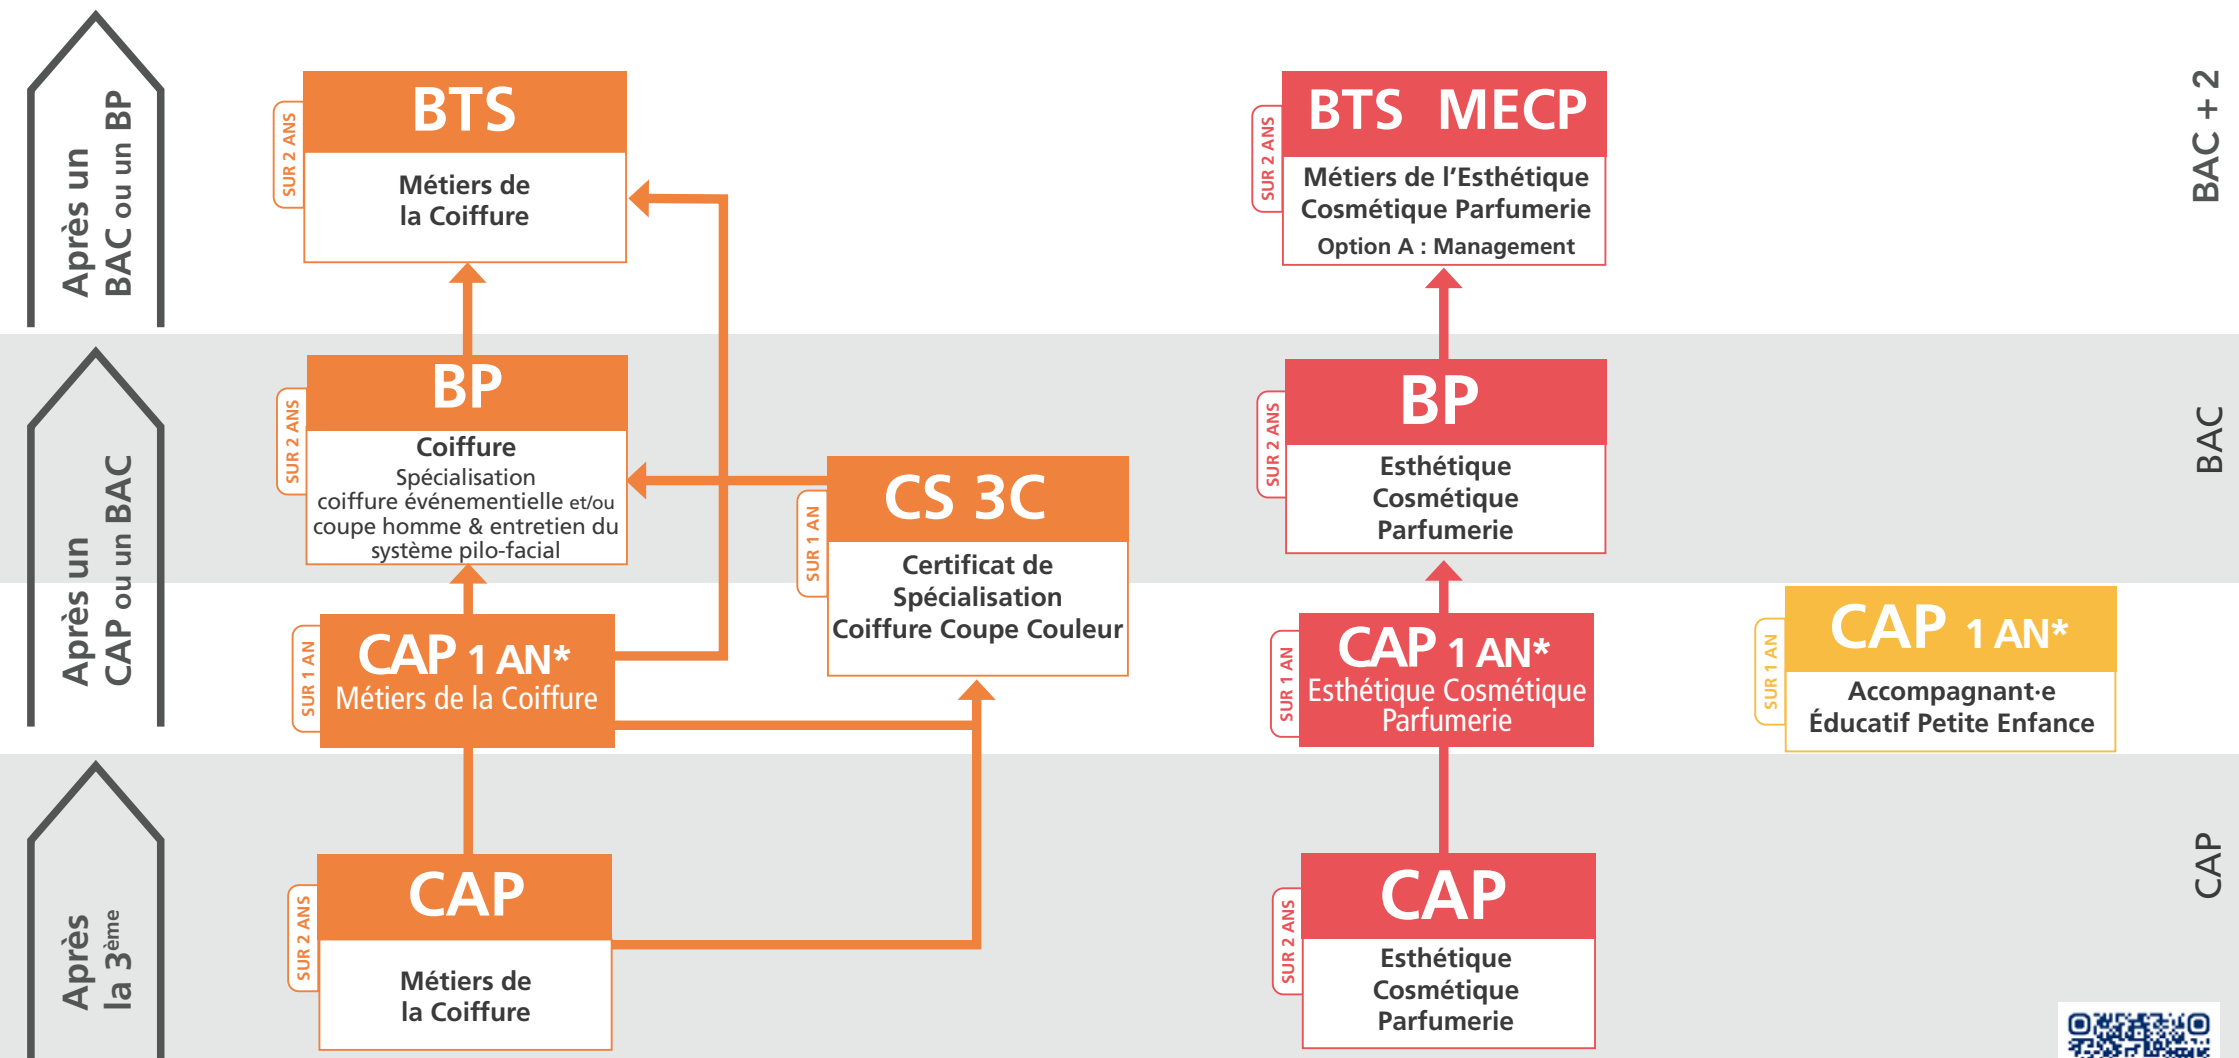 Après un
BAC ou un BP
SUR 2 ANS
BTS
Métiers de
la Coiffure
SUR 2 ANS
BTS MECP
Métiers de l'Esthétique
Cosmétique Parfumerie
Option A : Management
BAC + 2
Après un
CAP ou un BAC
SUR 2 ANS
BP
Coiffure
Spécialisation
coiffure événementielle et/ou
coupe homme & entretien du
système pilo-facial
SUR 1 AN
CS 3C
Certificat de
Spécialisation
Coiffure Coupe Couleur
SUR 2 ANS
BP
Esthétique
Cosmétique
Parfumerie
BAC
SUR 1 AN
CAP 1 AN*
Métiers de la Coiffure
SUR 1 AN
CAP 1 AN*
Esthétique Cosmétique
Parfumerie
SUR 1 AN
CAP 1 AN*
Accompagnant·e
Éducatif Petite Enfance
Après
la 3ème
SUR 2 ANS
CAP
Métiers de
la Coiffure
SUR 2 ANS
CAP
Esthétique
Cosmétique
Parfumerie
CAP